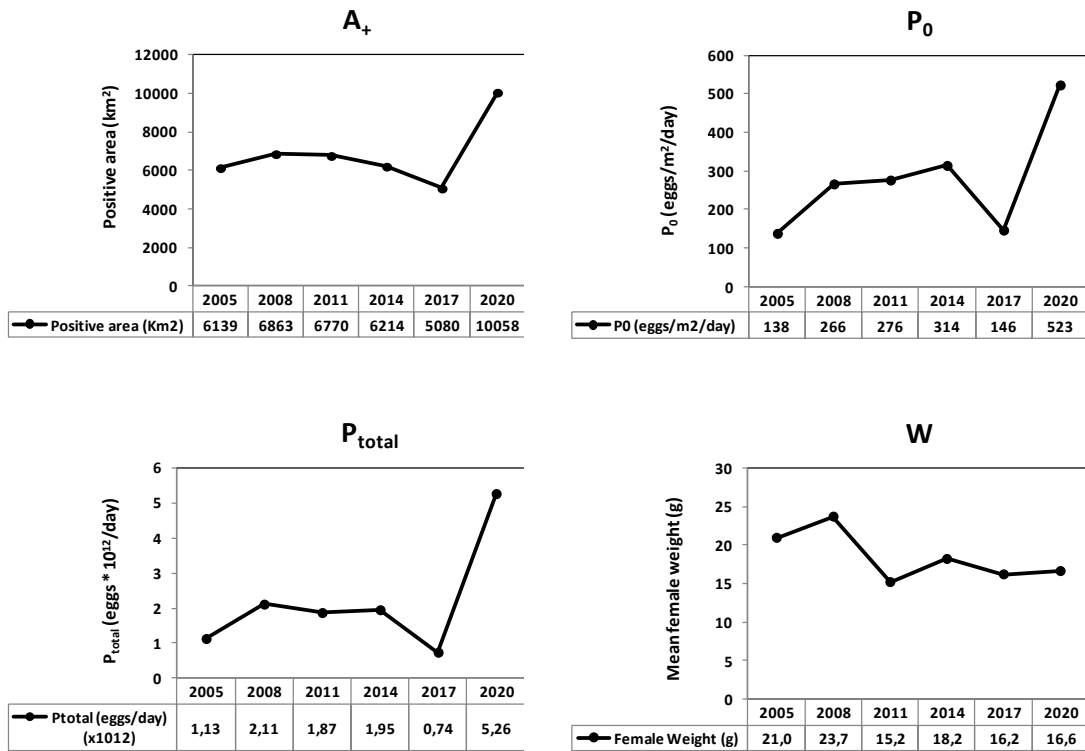 A+
Positive area (km²)
12000
10000
8000
6000
4000
2000
0
2005 2008 2011 2014 2017 2020
Positive area (Km2) 6139 6863 6770 6214 5080 10058
P0
P0 (eggs/m²/day)
600
500
400
300
200
100
0
2005 2008 2011 2014 2017 2020
P0 (eggs/m2/day) 138 266 276 314 146 523
Ptotal
Ptotal (eggs * 10¹²/day)
6
5
4
3
2
1
0
2005 2008 2011 2014 2017 2020
Ptotal (eggs/day)
(x1012)
1,13 2,11 1,87 1,95 0,74 5,26
W
Mean female weight (g)
30
25
20
15
10
5
0
2005 2008 2011 2014 2017 2020
Female Weight (g) 21,0 23,7 15,2 18,2 16,2 16,6